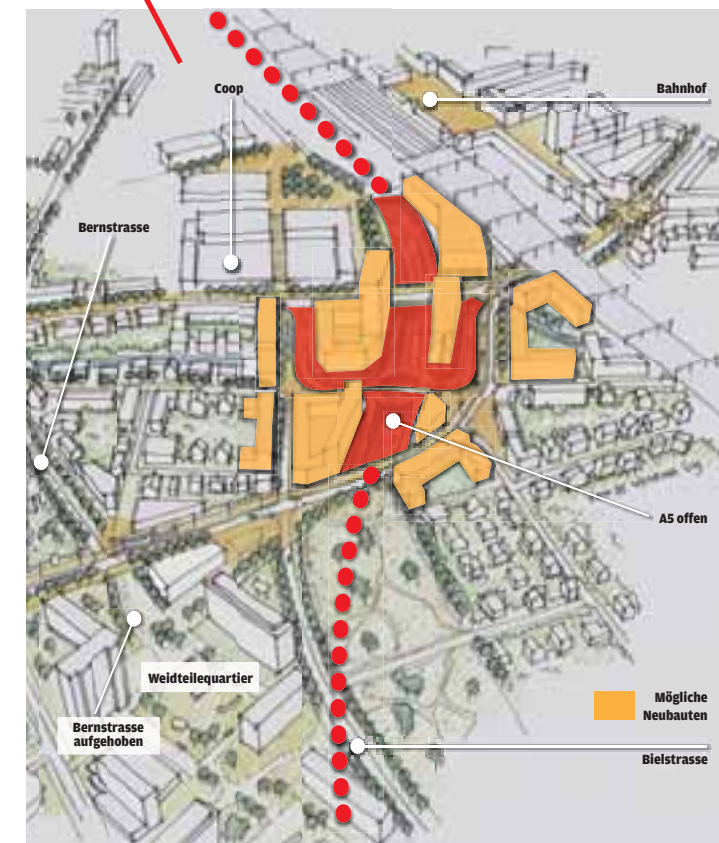 Coop
Bahnhof
Bernstrasse
A5 offen
Weidteilequartier
Mögliche
Neubauten
Bernstrasse
aufgehoben
Bielstrasse